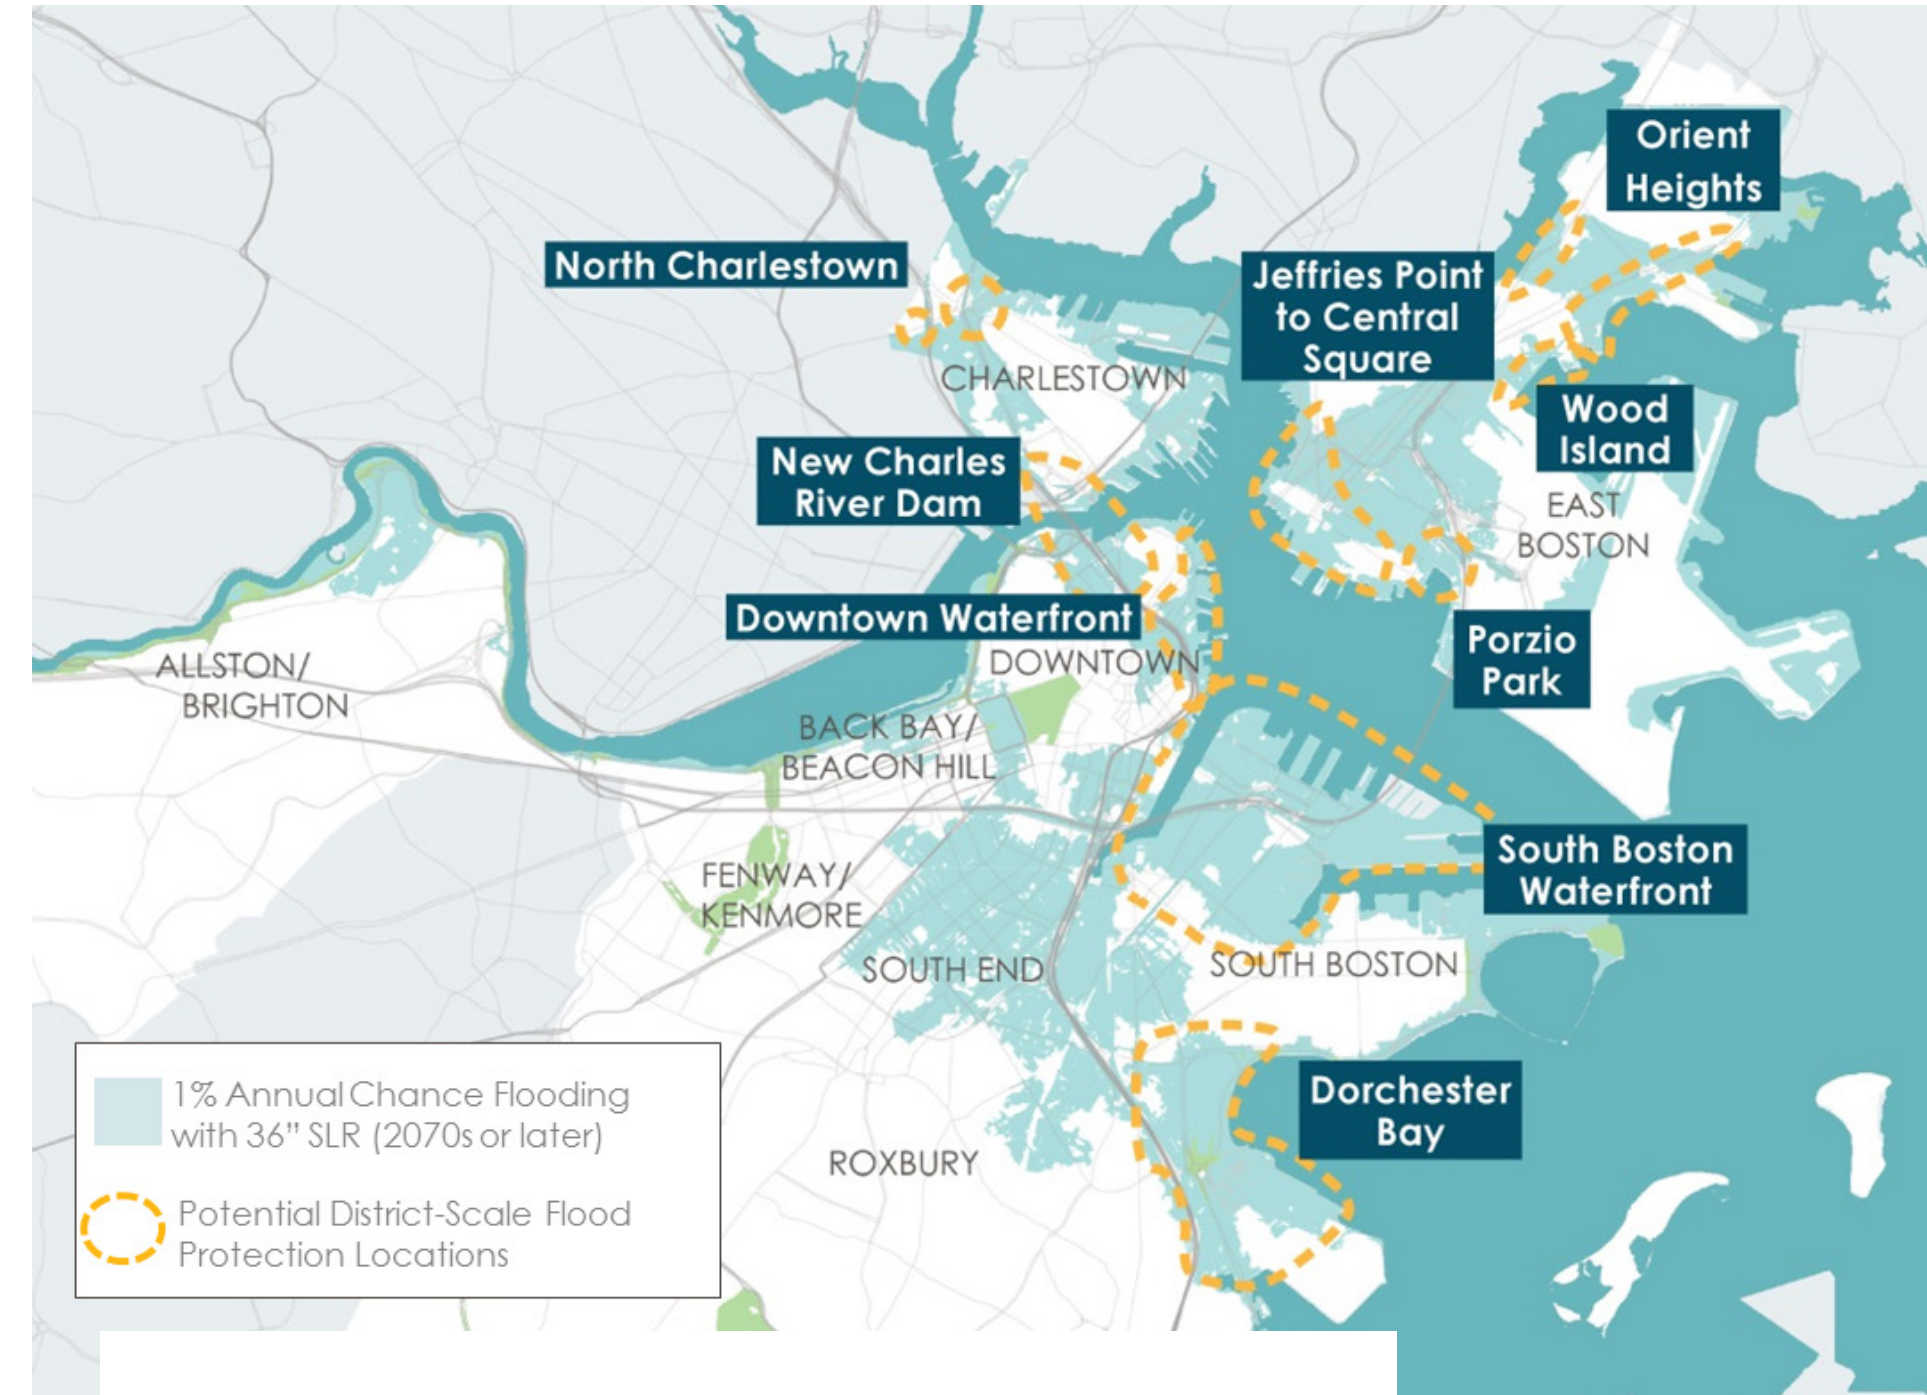 Orient
Heights
North Charlestown
Jeffries Point
to Central
Square
CHARLESTOWN
Wood
Island
New Charles
River Dam
EAST
BOSTON
Downtown Waterfront
DOWNTOWN
Porzio
Park
ALLSTON/
BRIGHTON
BACK BAY/
BEACON HILL
South Boston
Waterfront
FENWAY/
KENMORE
SOUTH END
SOUTH BOSTON
Dorchester
Bay
ROXBURY
1% Annual Chance Flooding
with 36” SLR (2070s or later)
Potential District-Scale Flood
Protection Locations